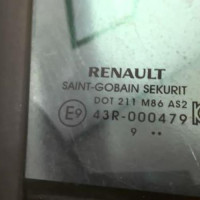 RENAULT
SAINT-GOBAIN SEKURIT
DOT 211 M86 AS2
E9 43R-000479
9 ••